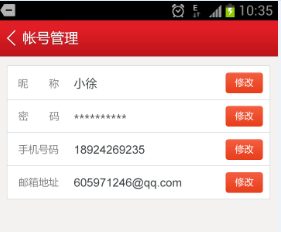 10:35
帐号管理
昵 称 小徐 修改
密 码 ********** 修改
手机号码 18924269235 修改
邮箱地址 605971246@qq.com 修改